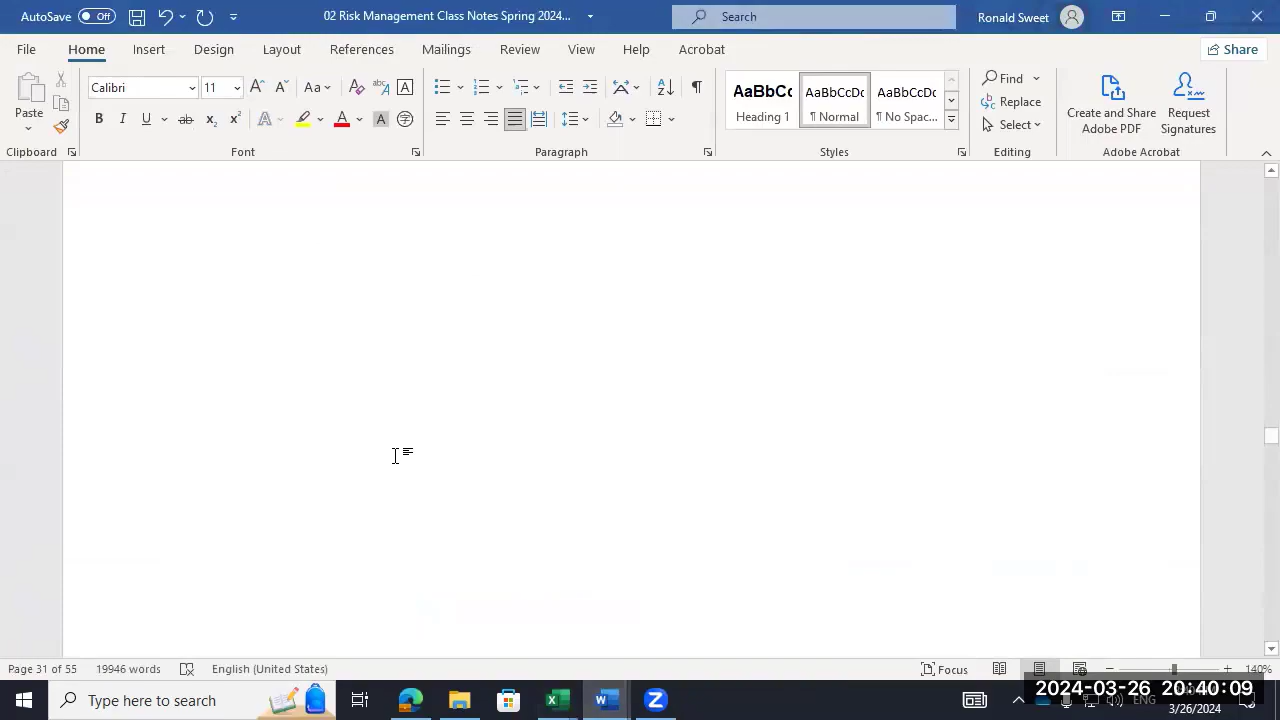 AutoSave Off 02 Risk Management Class Notes Spring 2024... Search Ronald Sweet
File Home Insert Design Layout References Mailings Review View Help Acrobat Share
Paste Calibri 11 Aa Find Replace Select
AaBbCc AaBbCcDc AaBbCcDc
Heading 1 ¶ Normal ¶ No Spac...
Create and Share Adobe PDF Request Signatures
Clipboard Font Paragraph Styles Editing Adobe Acrobat
Page 31 of 55 19946 words English (United States) Focus 140%
Type here to search ENG
2024-03-26 20:40:09
3/26/2024